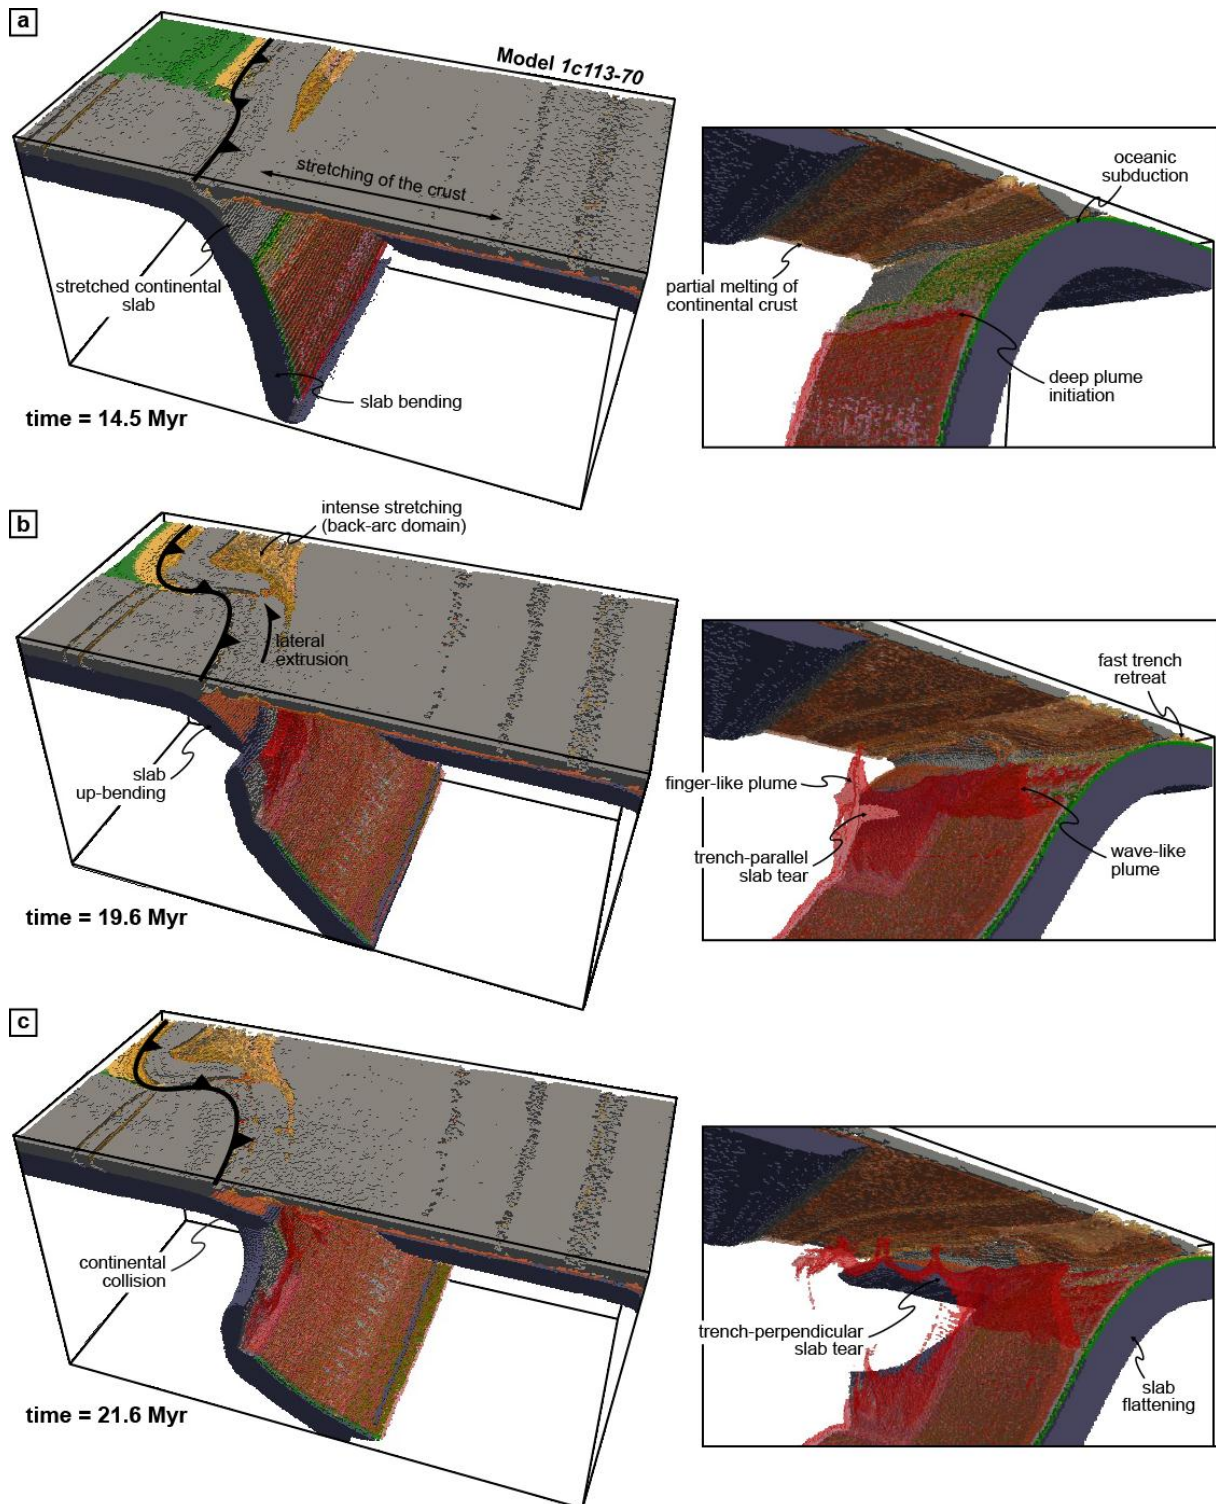 a
Model 1c113-70
stretching of the crust
stretched continental
slab
slab bending
time = 14.5 Myr
oceanic
subduction
partial melting of
continental crust
deep plume
initiation
b
intense stretching
(back-arc domain)
lateral
extrusion
slab
up-bending
time = 19.6 Myr
fast trench
retreat
finger-like plume
trench-parallel
slab tear
wave-like
plume
c
continental
collision
time = 21.6 Myr
trench-perpendicular
slab tear
slab
flattening